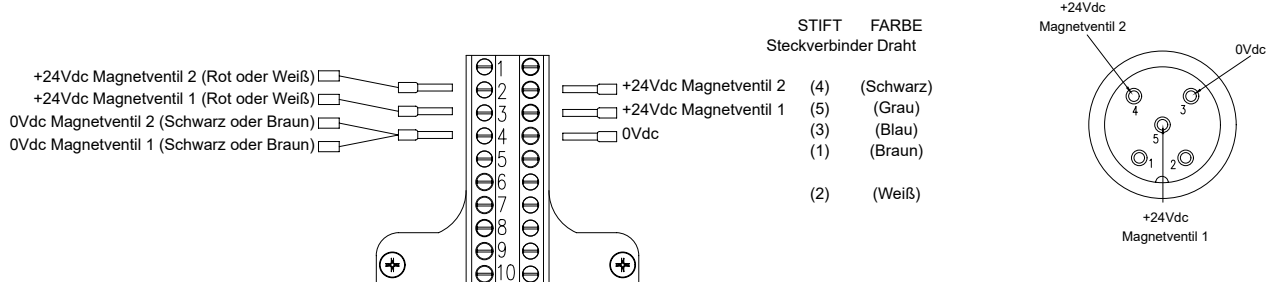 +24Vdc Magnetventil 2 (Rot oder Weiß)
+24Vdc Magnetventil 1 (Rot oder Weiß)
0Vdc Magnetventil 2 (Schwarz oder Braun)
0Vdc Magnetventil 1 (Schwarz oder Braun)
1
2
3
4
5
6
7
8
9
10
+24Vdc Magnetventil 2
+24Vdc Magnetventil 1
0Vdc
STIFT FARBE
Steckverbinder Draht
(4) (Schwarz)
(5) (Grau)
(3) (Blau)
(1) (Braun)
(2) (Weiß)
+24Vdc
Magnetventil 2
0Vdc
4 3
5
1 2
+24Vdc
Magnetventil 1